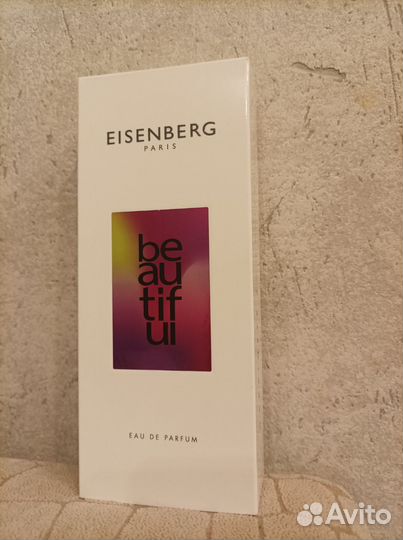 EISENBERG
PARIS
be
au
tif
ul
EAU DE PARFUM
Avito